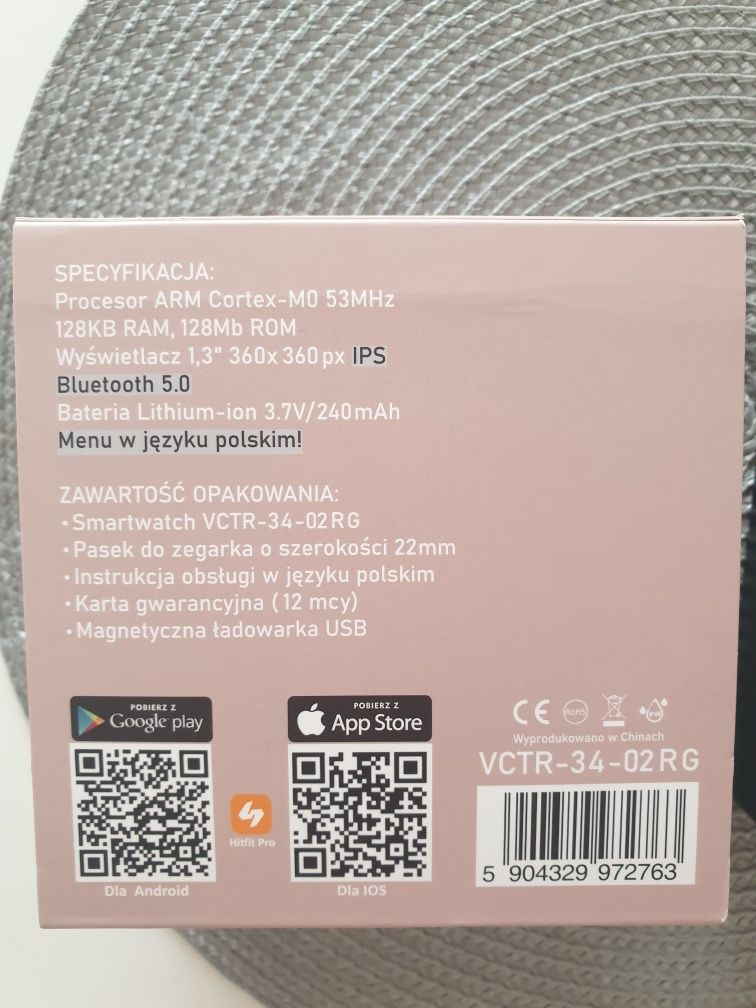 SPECYFIKACJA:
Procesor ARM Cortex-M0 53MHz
128KB RAM, 128Mb ROM
Wyświetlacz 1,3" 360x360px IPS
Bluetooth 5.0
Bateria Lithium-ion 3.7V/240mAh
Menu w języku polskim!
ZAWARTOŚĆ OPAKOWANIA:
•Smartwatch VCTR-34-02RG
•Pasek do zegarka o szerokości 22mm
•Instrukcja obsługi w języku polskim
•Karta gwarancyjna (12 mcy)
•Magnetyczna ładowarka USB
POBIERZ Z
Google play
Dla Android
Hitfit Pro
POBIERZ Z
App Store
Dla IOS
CE RoHS IP68
Wyprodukowano w Chinach
VCTR-34-02RG
5 904329 972763